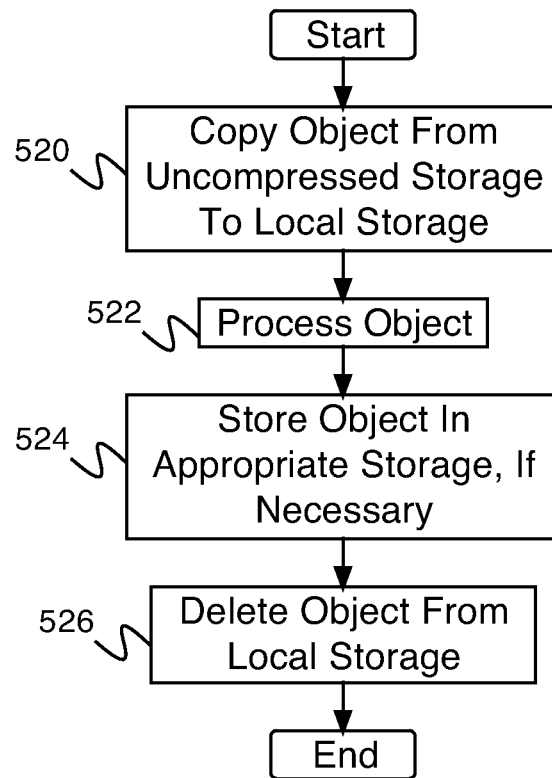 Start
520
Copy Object From
Uncompressed Storage
To Local Storage
522
Process Object
524
Store Object In
Appropriate Storage, If
Necessary
526
Delete Object From
Local Storage
End